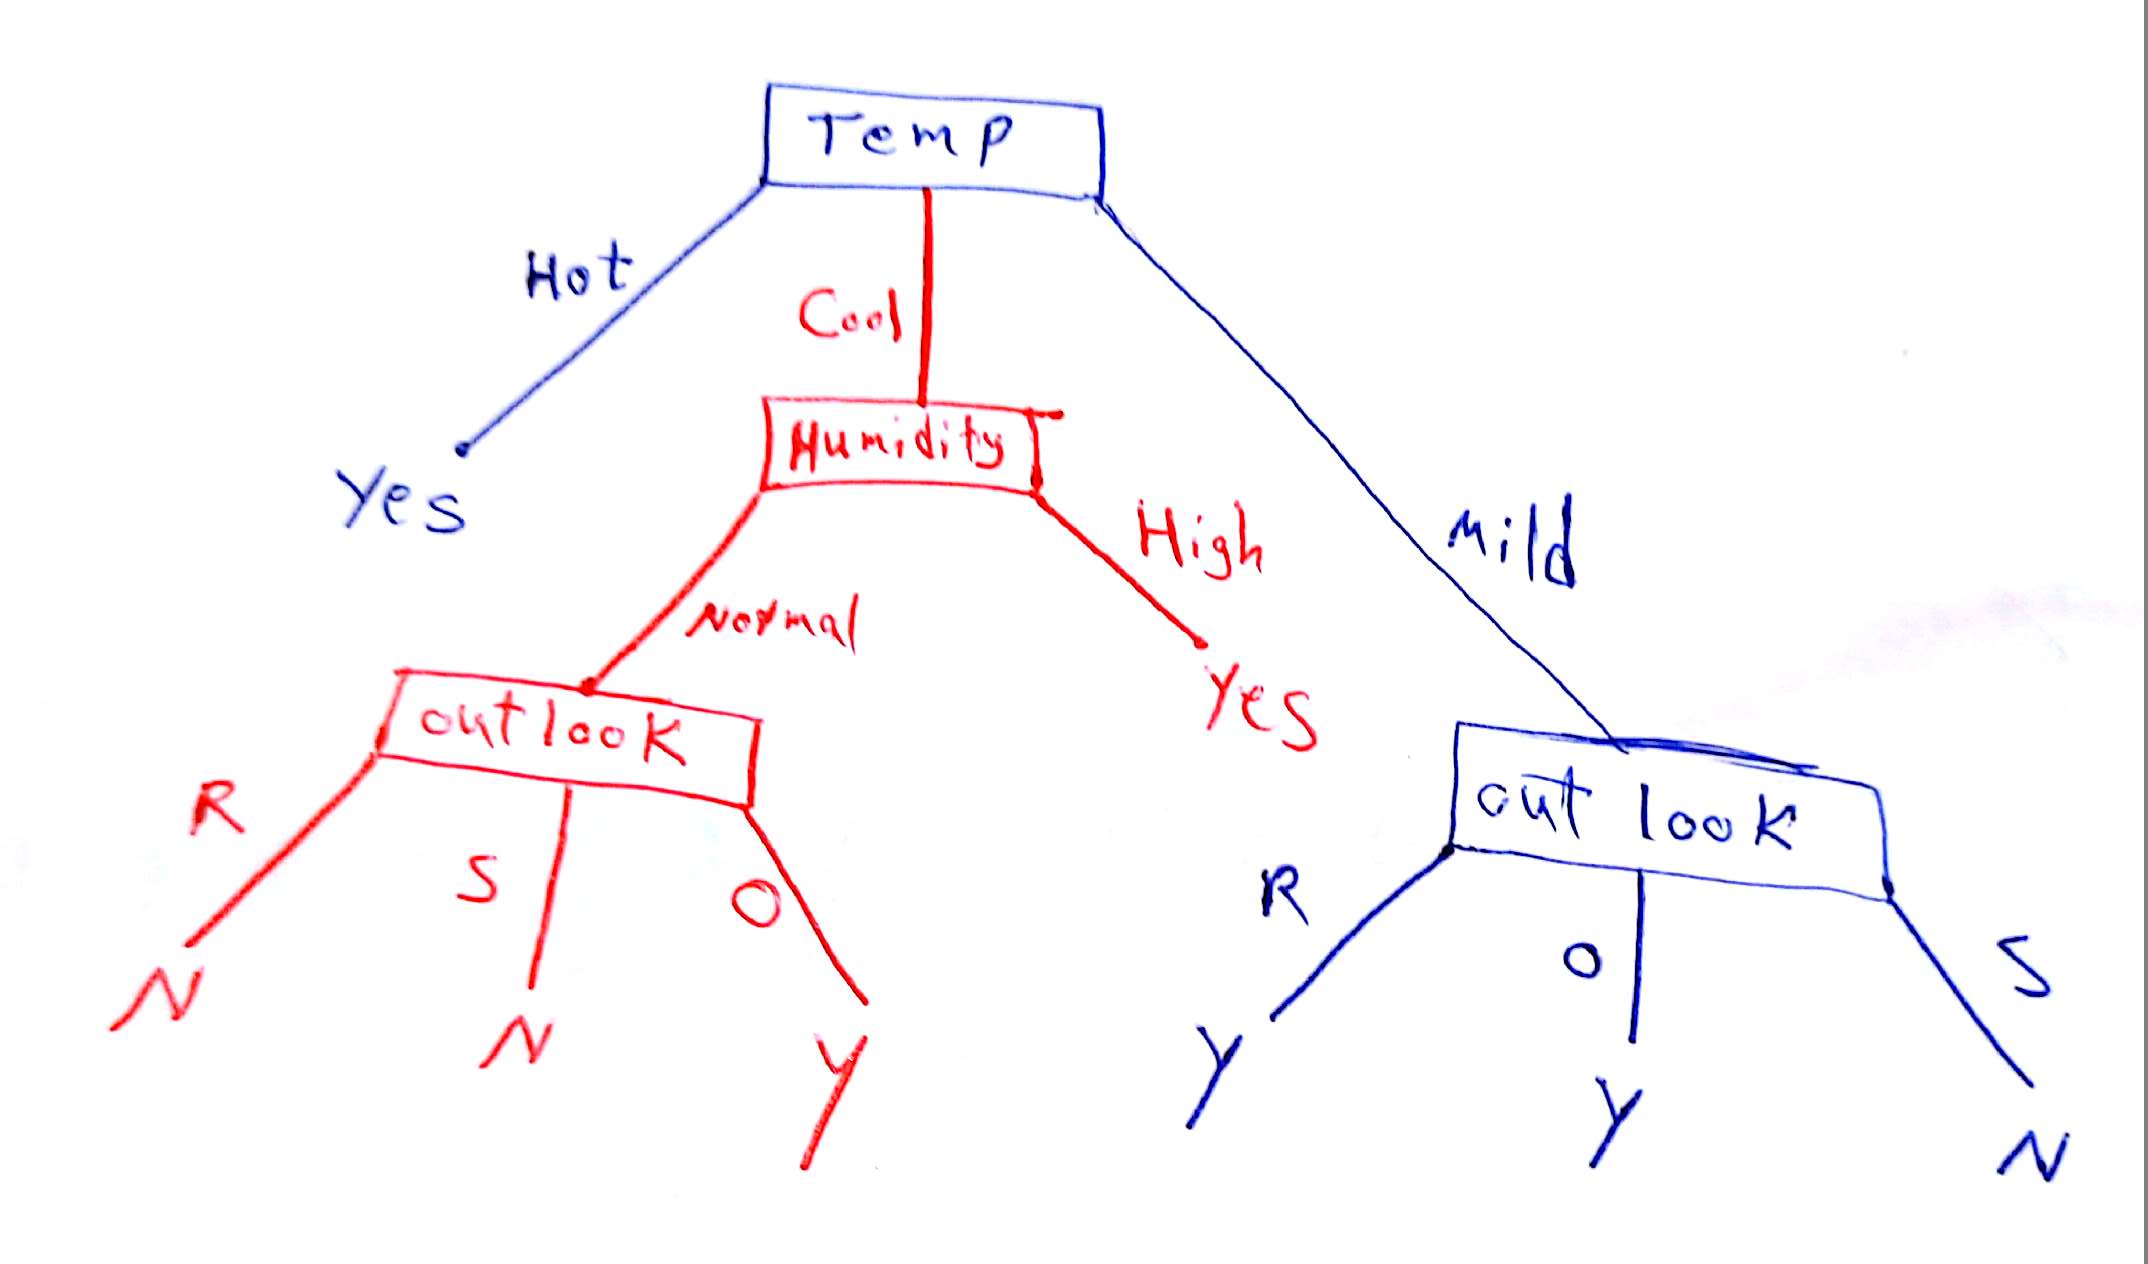 Temp
Hot
Cool
Humidity
Yes
High
Mild
Normal
Yes
outlook
out look
R
S
O
R
O
S
N
N
Y
Y
Y
N